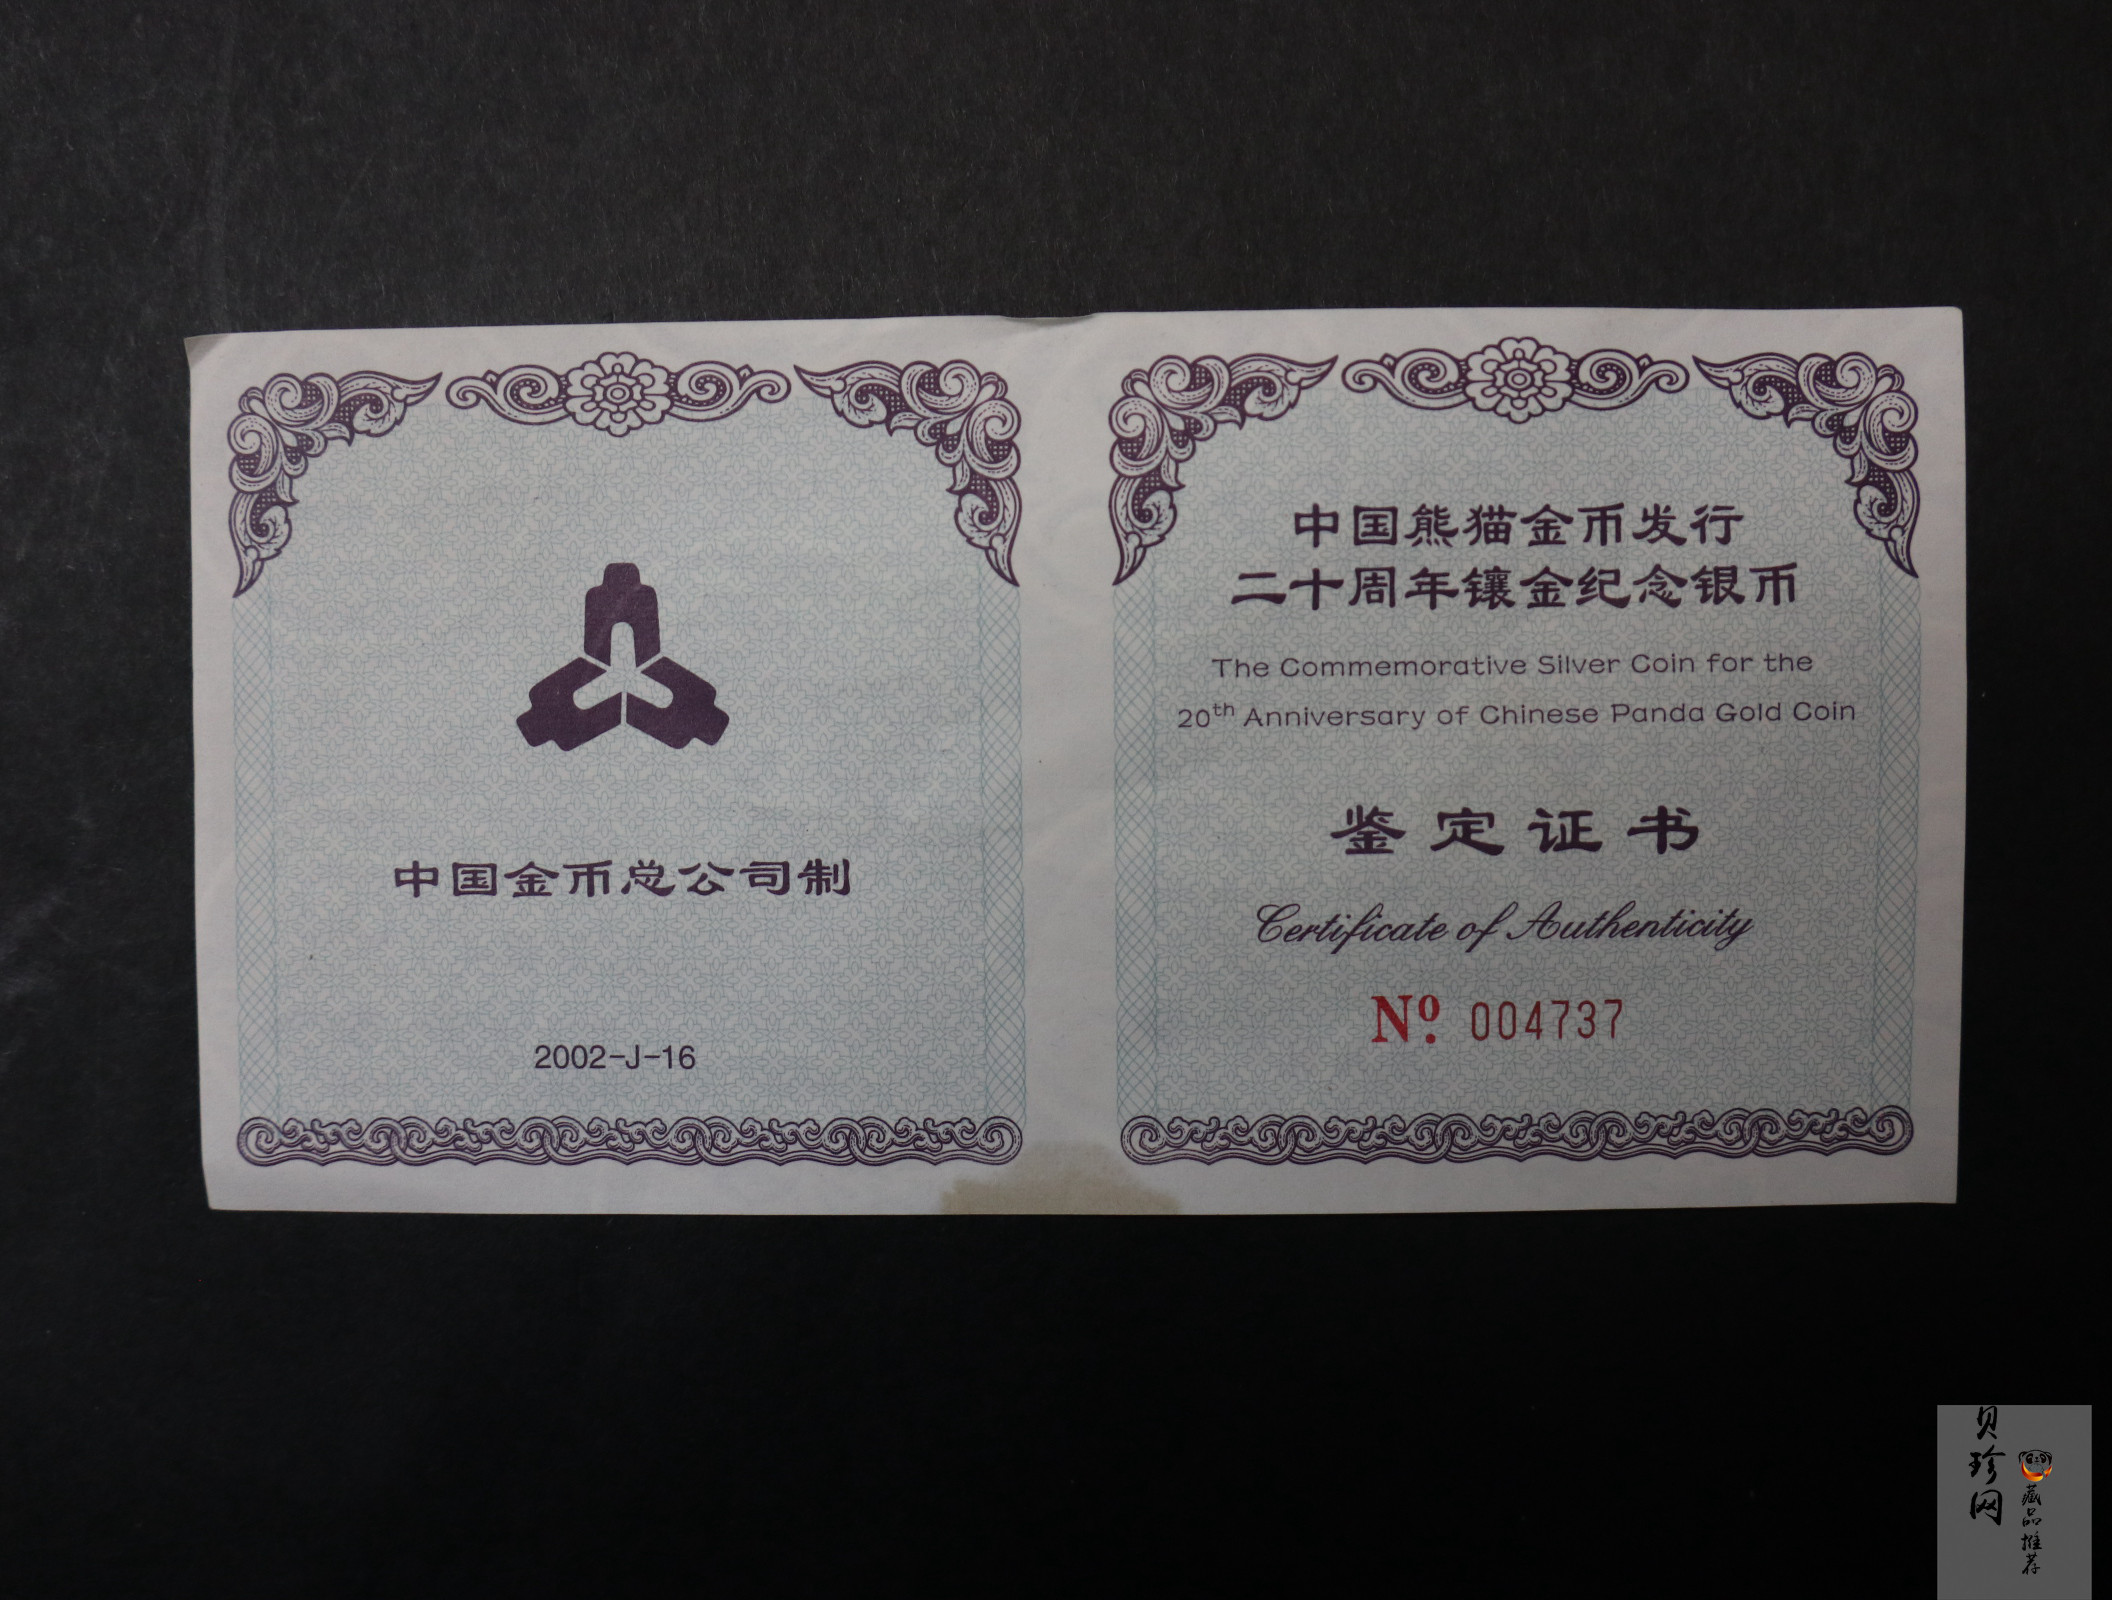 中国金币总公司制
2002-J-16
中国熊猫金币发行
二十周年镶金纪念银币
The Commemorative Silver Coin for the
20th Anniversary of Chinese Panda Gold Coin
鉴定证书
Certificate of Authenticity
Nº. 004737
贝珍网
藏品推荐